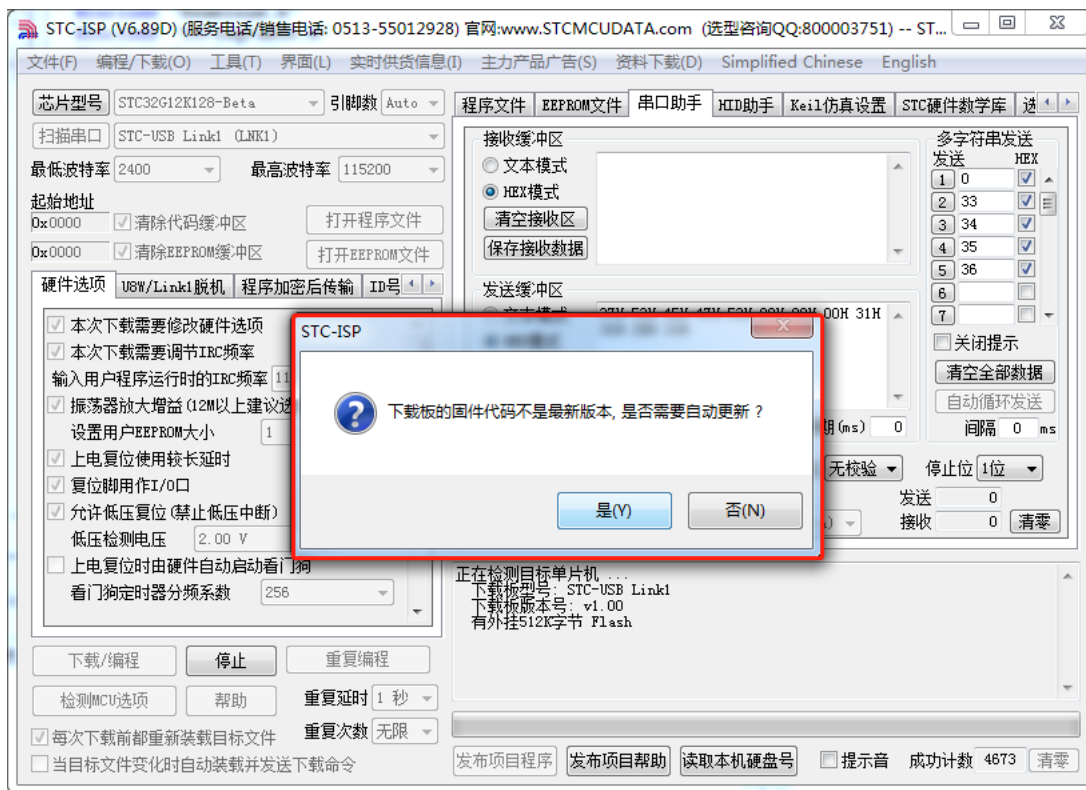 STC-ISP (V6.89D) (服务电话/销售电话: 0513-55012928) 官网:www.STCMCUDATA.com (选型咨询QQ:800003751) -- ST...
文件(F) 编程/下载(O) 工具(T) 界面(L) 实时供货信息(I) 主力产品广告(S) 资料下载(D) Simplified Chinese English
芯片型号 STC32G12K128-Beta 引脚数 Auto
扫描串口 STC-USB Link1 (LNK1)
最低波特率 2400 最高波特率 115200
起始地址
0x0000 清除代码缓冲区 打开程序文件
0x0000 清除EEPROM缓冲区 打开EEPROM文件
硬件选项 U8W/Link1脱机 程序加密后传输 ID号
本次下载需要修改硬件选项
本次下载需要调节IRC频率
输入用户程序运行时的IRC频率 11
振荡器放大增益(12M以上建议选
设置用户EEPROM大小 1
上电复位使用较长延时
复位脚用作I/O口
允许低压复位(禁止低压中断)
低压检测电压 2.00 V
上电复位时由硬件自动启动看门狗
看门狗定时器分频系数 256
下载/编程 停止 重复编程
检测MCU选项 帮助 重复延时 1 秒
重复次数 无限
每次下载前都重新装载目标文件
当目标文件变化时自动装载并发送下载命令
程序文件 EEPROM文件 串口助手 HID助手 Keil仿真设置 STC硬件数学库 选
接收缓冲区
文本模式
HEX模式
清空接收区
保存接收数据
发送缓冲区
00H 31H
期(ms) 0
无校验 停止位 1位
发送 0
接收 0 清零
多字符串发送
发送 HEX
1 0
2 33
3 34
4 35
5 36
6
7
关闭提示
清空全部数据
自动循环发送
间隔 0 ms
STC-ISP
下载板的固件代码不是最新版本, 是否需要自动更新 ?
是(Y) 否(N)
正在检测目标单片机 ...
下载板型号: STC-USB Link1
下载板版本号: v1.00
有外挂512K字节 Flash
发布项目程序 发布项目帮助 读取本机硬盘号 提示音 成功计数 4673 清零